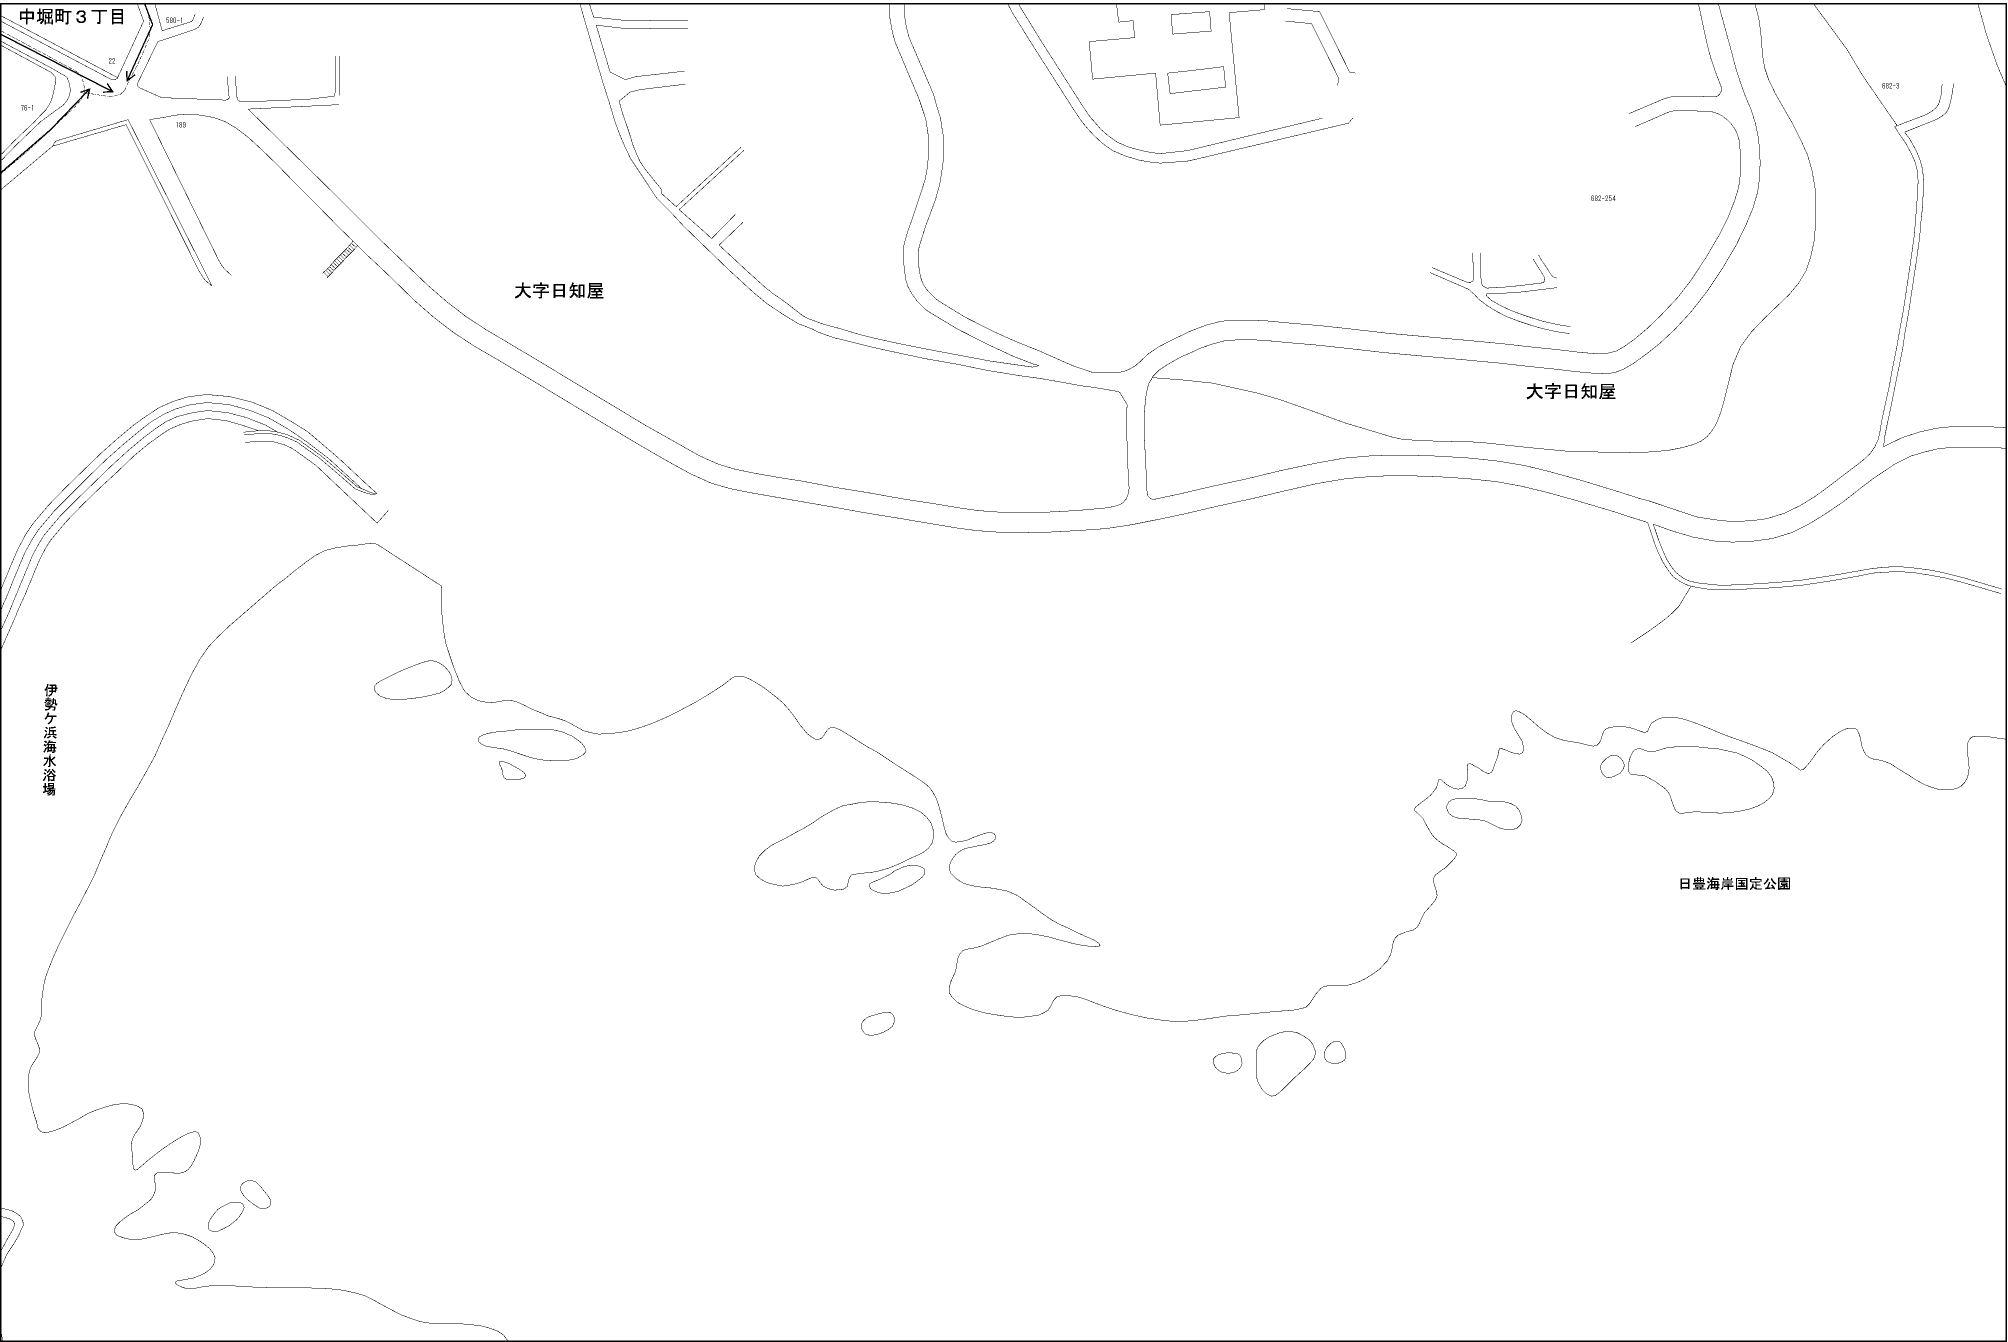 中堀町３丁目
580-1
22
76-1
189
682-3
682-254
大字日知屋
大字日知屋
伊勢ケ浜海水浴場
日豊海岸国定公園